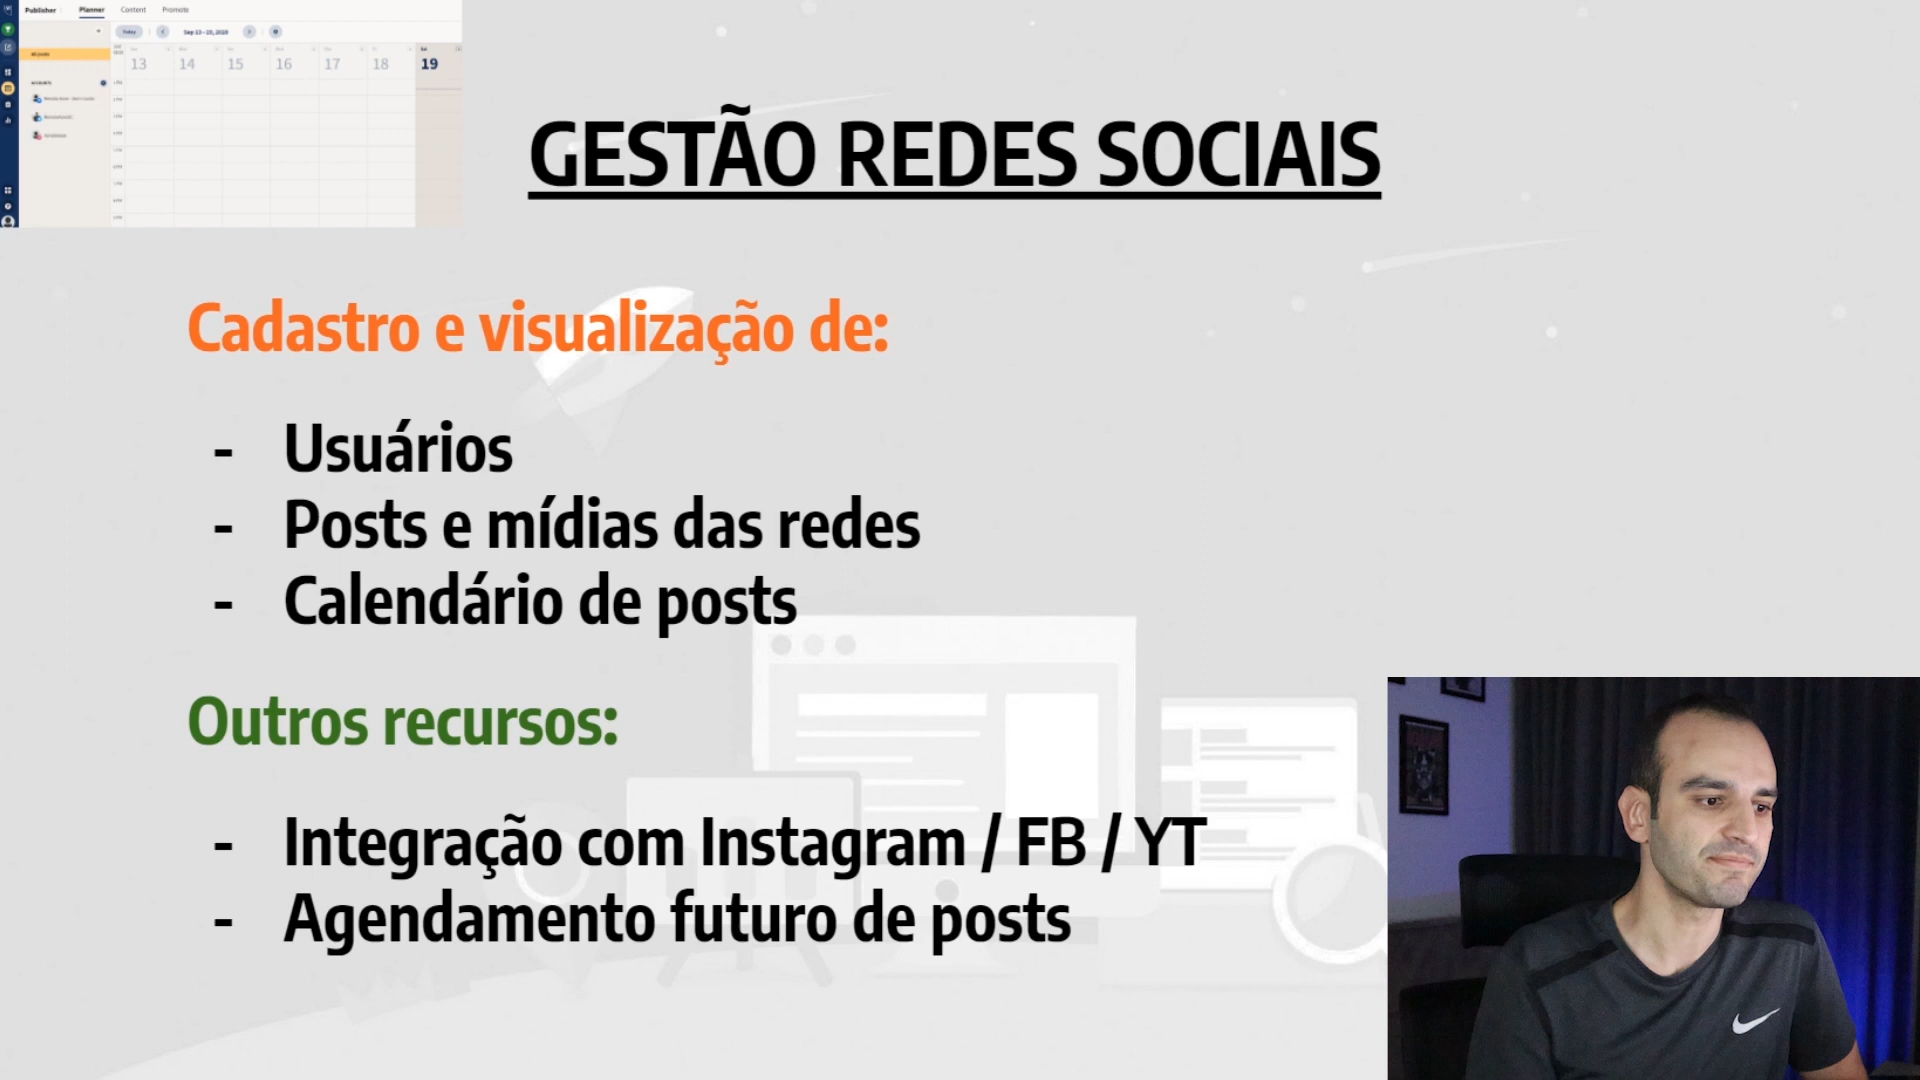 Publisher
Planner
Content
Promote
Today
13
14
15
16
17
18
19
GESTÃO REDES SOCIAIS
Cadastro e visualização de:
- Usuários
- Posts e mídias das redes
- Calendário de posts
Outros recursos:
- Integração com Instagram / FB / YT
- Agendamento futuro de posts